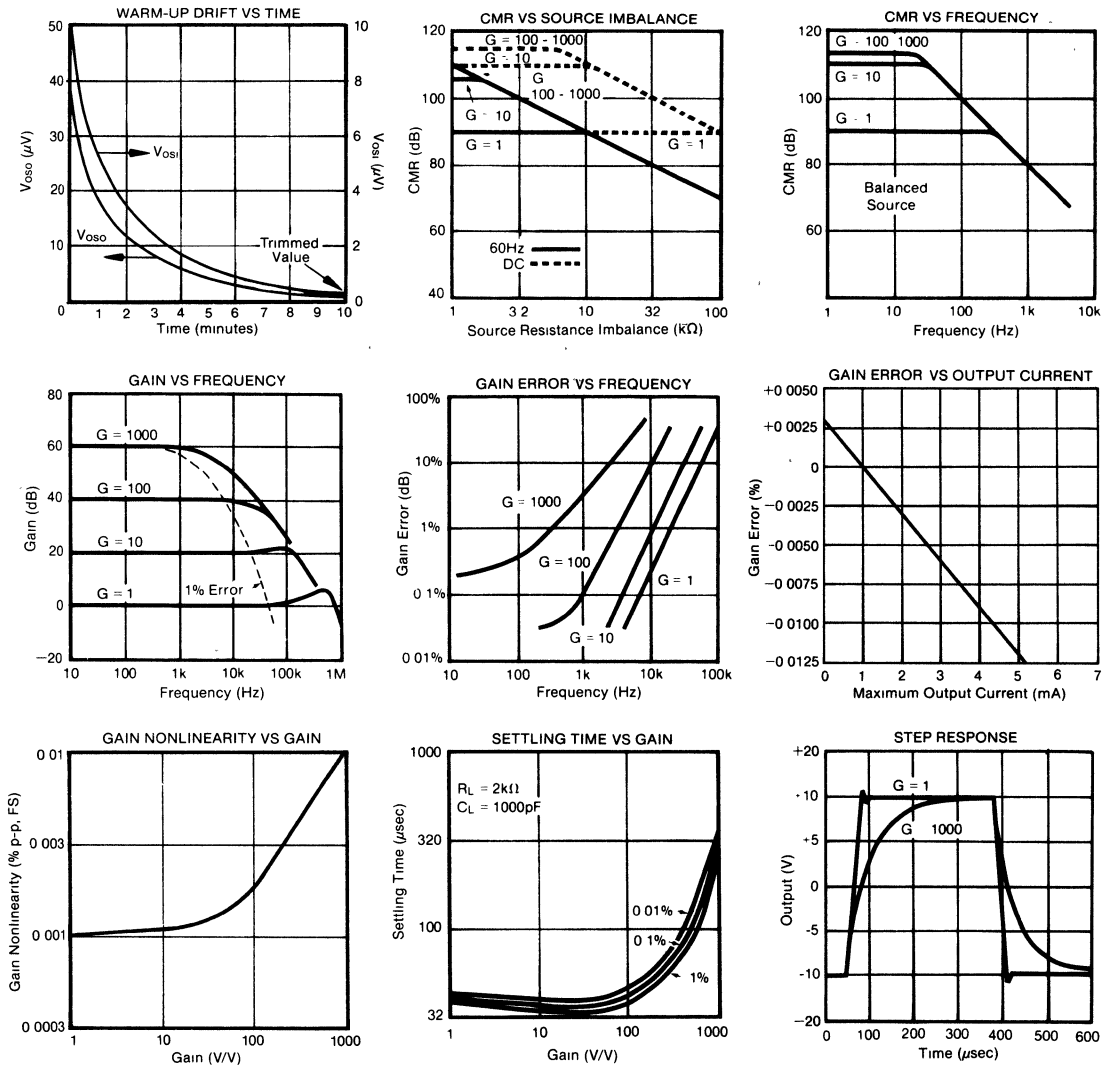 WARM-UP DRIFT VS TIME
50
40
30
20
10
0
VOSO (µV)
10
8
6
4
2
0
VOSI (µV)
VOSI
VOSO
Trimmed
Value
0 1 2 3 4 5 6 7 8 9 10
Time (minutes)
CMR VS SOURCE IMBALANCE
120
100
80
60
40
CMR (dB)
G = 100 - 1000
G - 10
G
100 - 1000
G - 10
G = 1
G = 1
60Hz
DC
1 3 2 10 32 100
Source Resistance Imbalance (kΩ)
CMR VS FREQUENCY
120
100
80
60
CMR (dB)
G - 100 1000
G = 10
G - 1
Balanced
Source
1 10 100 1k 10k
Frequency (Hz)
GAIN VS FREQUENCY
80
60
40
20
0
−20
Gain (dB)
G = 1000
G = 100
G = 10
G = 1
1% Error
10 100 1k 10k 100k 1M
Frequency (Hz)
GAIN ERROR VS FREQUENCY
100%
10%
1%
0 1%
0 01%
Gain Error (dB)
G = 1000
G = 100
G = 10
G = 1
10 100 1k 10k 100k
Frequency (Hz)
GAIN ERROR VS OUTPUT CURRENT
+0 0050
+0 0025
0
−0 0025
−0 0050
−0 0075
−0 0100
−0 0125
Gain Error (%)
0 1 2 3 4 5 6 7
Maximum Output Current (mA)
GAIN NONLINEARITY VS GAIN
0 01
0 003
0 001
0 0003
Gain Nonlinearity (% p-p, FS)
1 10 100 1000
Gain (V/V)
SETTLING TIME VS GAIN
1000
320
100
32
Settling Time (µsec)
RL = 2kΩ
CL = 1000pF
0 01%
0 1%
1%
1 10 100 1000
Gain (V/V)
STEP RESPONSE
+20
+10
+5
0
-5
-10
−20
Output (V)
G = 1
G 1000
0 100 200 300 400 500 600
Time (µsec)